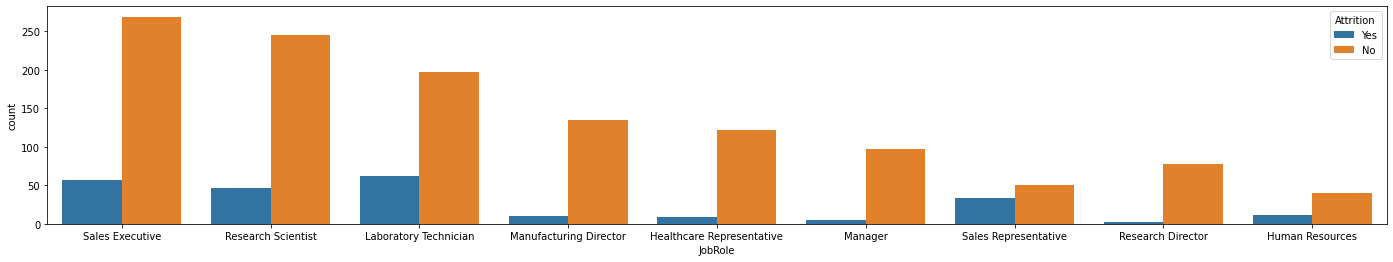 250
200
150
100
50
0
count
Attrition
Yes
No
Sales Executive Research Scientist Laboratory Technician Manufacturing Director Healthcare Representative Manager Sales Representative Research Director Human Resources
JobRole